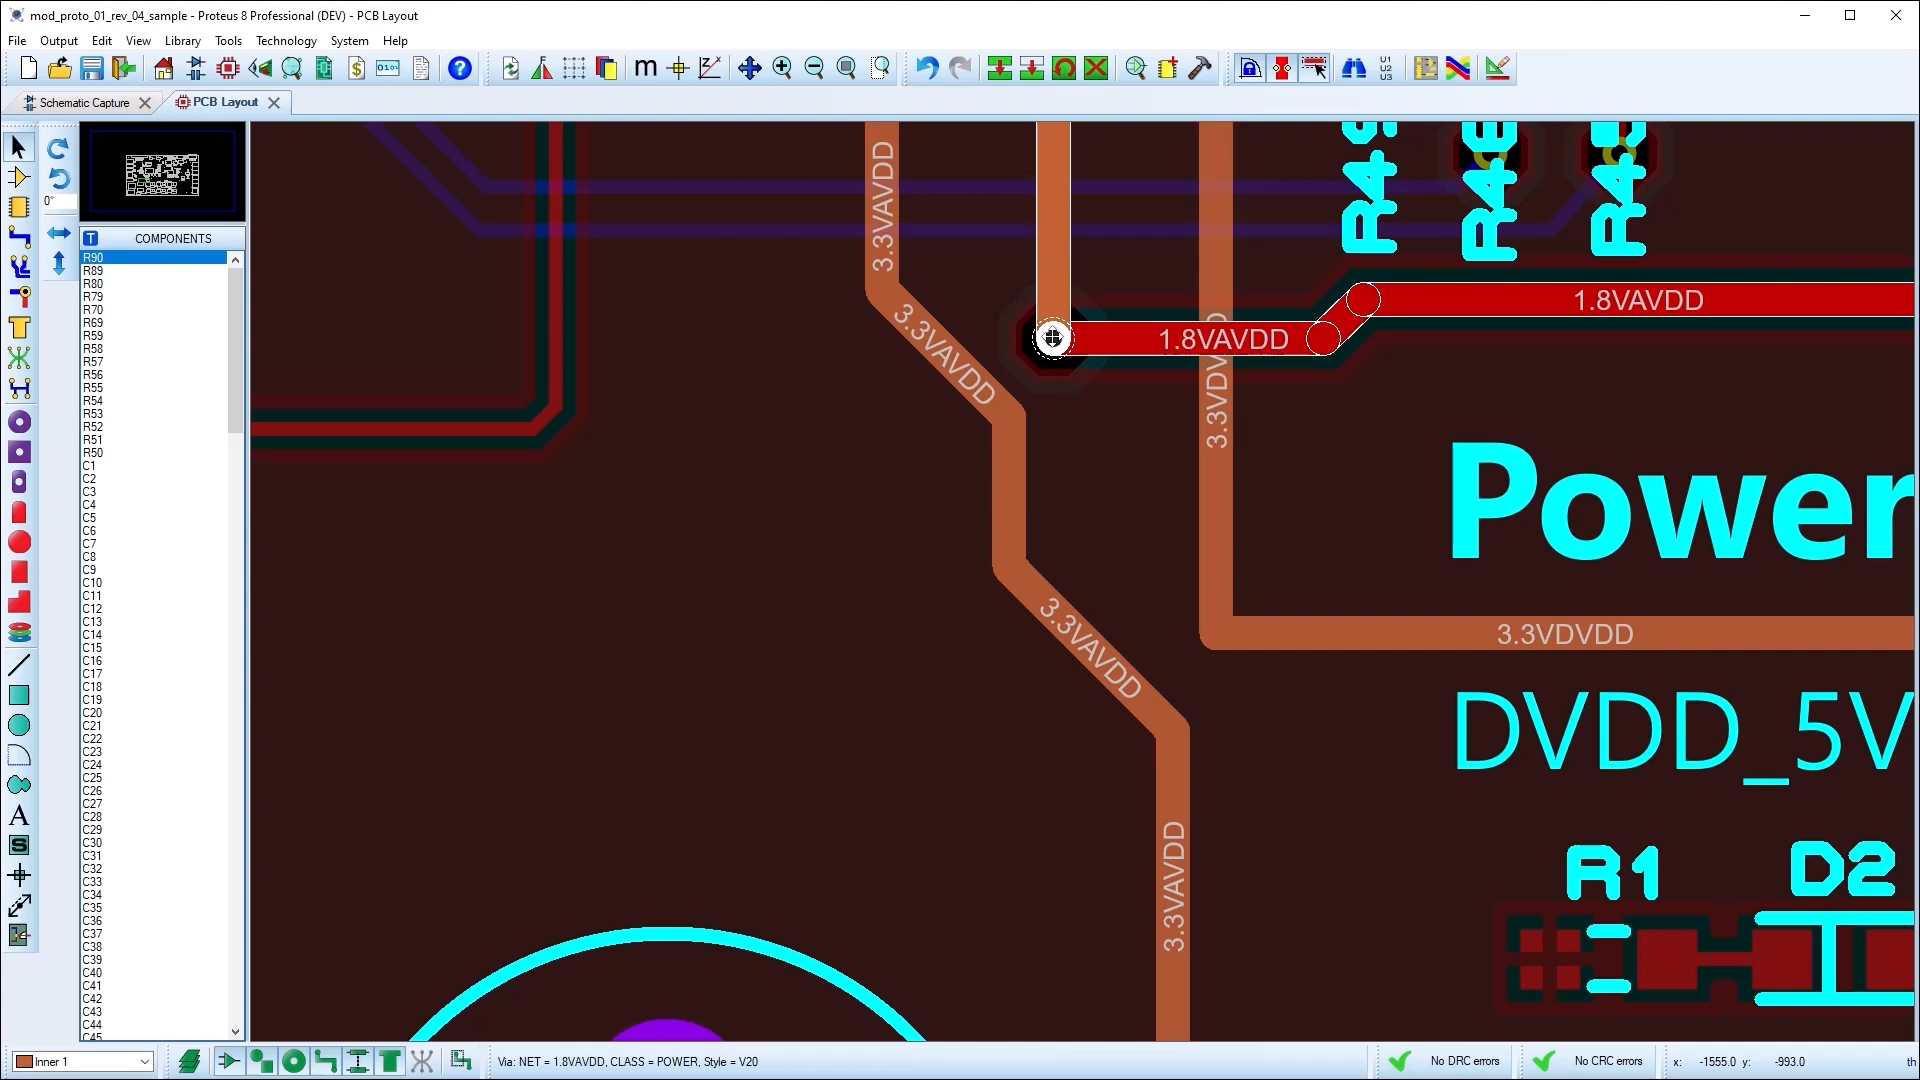 mod_proto_01_rev_04_sample - Proteus 8 Professional (DEV) - PCB Layout
File Output Edit View Library Tools Technology System Help
Schematic Capture
PCB Layout
0°
COMPONENTS
R90
R89
R80
R79
R70
R69
R59
R58
R57
R56
R55
R54
R53
R52
R51
R50
C1
C2
C3
C4
C5
C6
C7
C8
C9
C10
C11
C12
C13
C14
C15
C16
C17
C18
C19
C20
C21
C22
C23
C24
C25
C26
C27
C28
C29
C30
C31
C32
C33
C34
C35
C36
C37
C38
C39
C40
C41
C42
C43
C44
C45
3.3VAVDD
3.3VAVDD
3.3VAVDD
3.3VAVDD
1.8VAVDD
1.8VAVDD
3.3VDVDD
Power
DVDD_5V
R1
D2
Inner 1
Via: NET = 1.8VAVDD, CLASS = POWER, Style = V20
No DRC errors
No CRC errors
x: -1555.0 y: -993.0
th